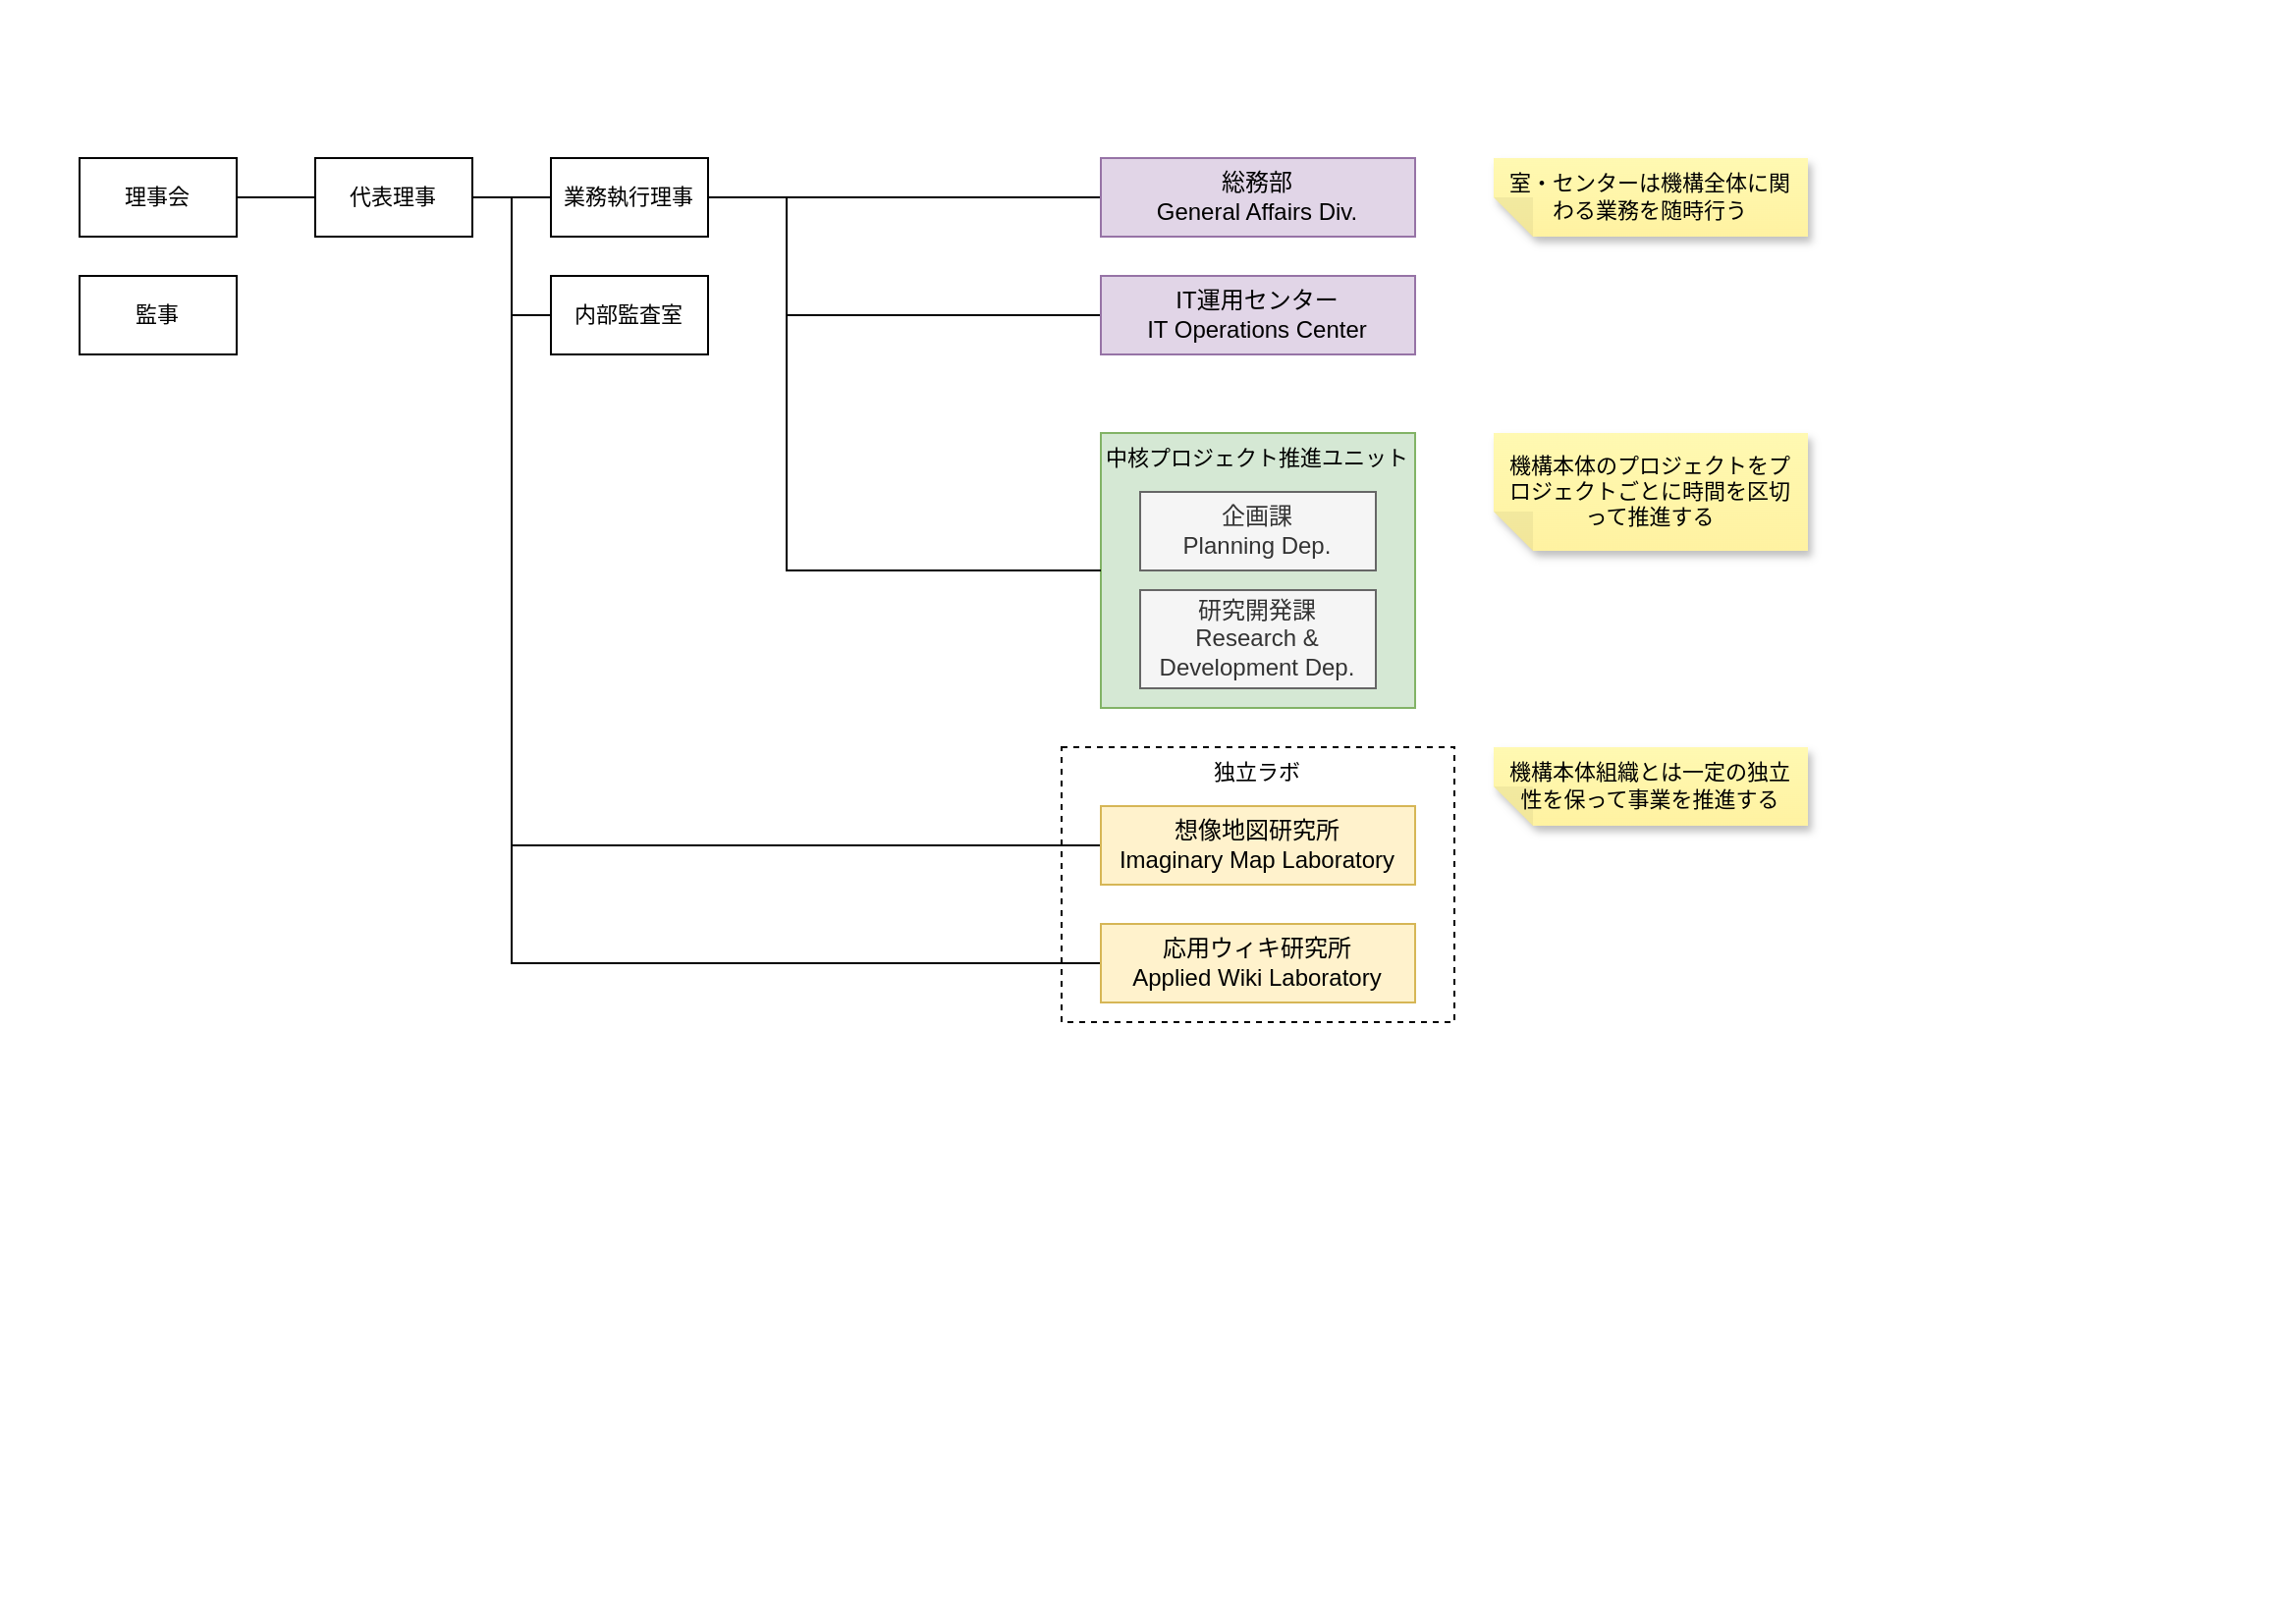 理事会
代表理事
業務執行理事
総務部
General Affairs Div.
室・センターは機構全体に関
わる業務を随時行う
監事
内部監査室
IT運用センター
IT Operations Center
中核プロジェクト推進ユニット
企画課
Planning Dep.
研究開発課
Research &
Development Dep.
機構本体のプロジェクトをプ
ロジェクトごとに時間を区切
って推進する
独立ラボ
想像地図研究所
Imaginary Map Laboratory
応用ウィキ研究所
Applied Wiki Laboratory
機構本体組織とは一定の独立
性を保って事業を推進する